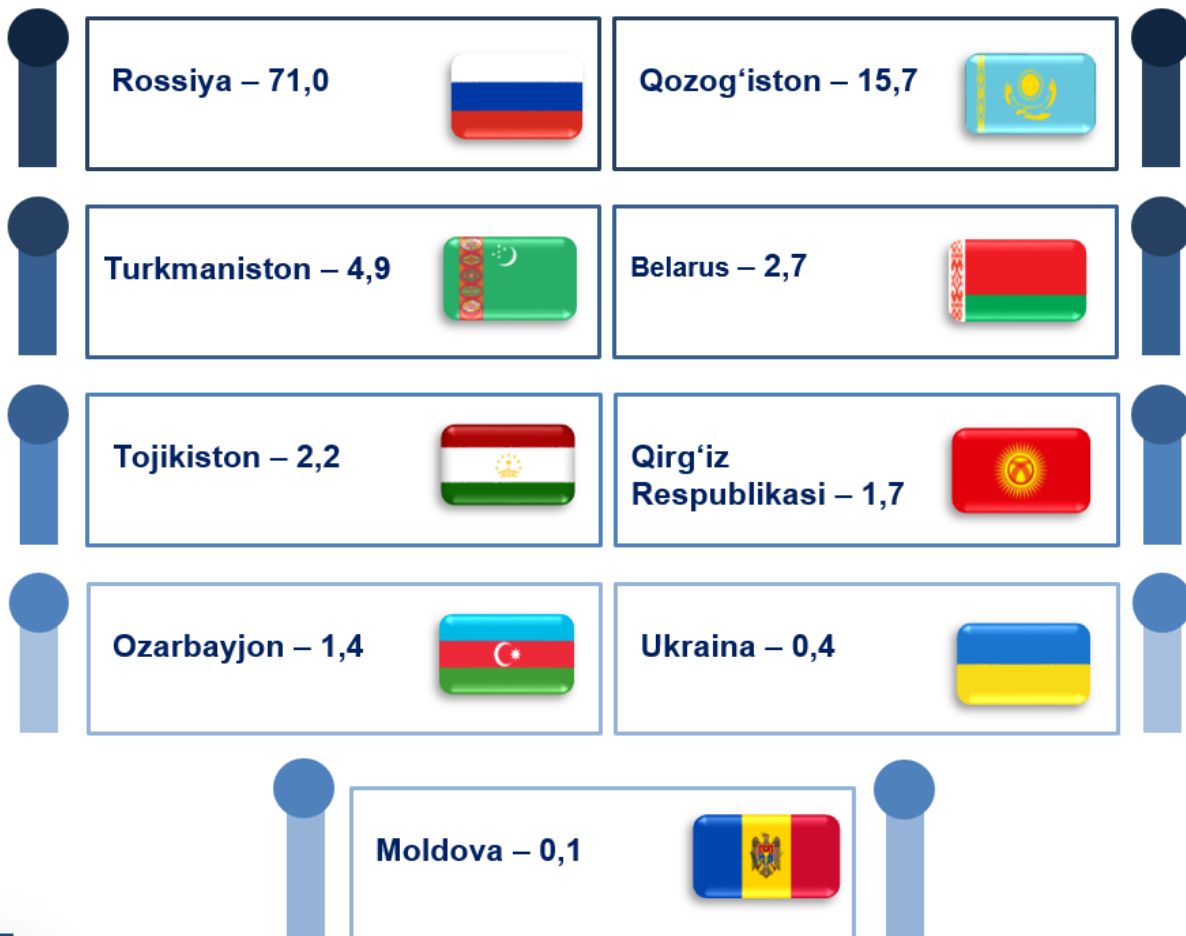 Rossiya – 71,0
Qozog‘iston – 15,7
Turkmaniston – 4,9
Belarus – 2,7
Tojikiston – 2,2
Qirg‘iz
Respublikasi – 1,7
Ozarbayjon – 1,4
Ukraina – 0,4
Moldova – 0,1